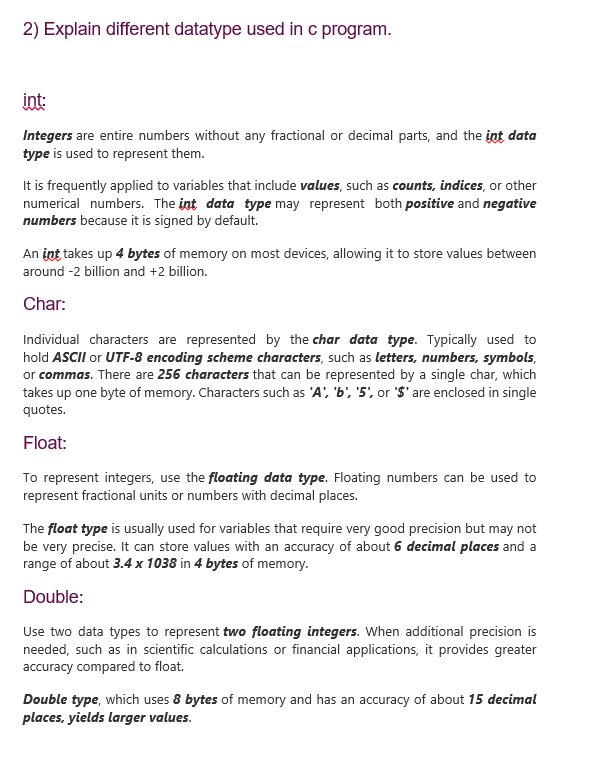 2) Explain different datatype used in c program.
int:
Integers are entire numbers without any fractional or decimal parts, and the int data
type is used to represent them.
It is frequently applied to variables that include values, such as counts, indices, or other
numerical numbers. The int data type may represent both positive and negative
numbers because it is signed by default.
An int takes up 4 bytes of memory on most devices, allowing it to store values between
around -2 billion and +2 billion.
Char:
Individual characters are represented by the char data type. Typically used to
hold ASCII or UTF-8 encoding scheme characters, such as letters, numbers, symbols,
or commas. There are 256 characters that can be represented by a single char, which
takes up one byte of memory. Characters such as 'A', 'b', '5', or '$' are enclosed in single
quotes.
Float:
To represent integers, use the floating data type. Floating numbers can be used to
represent fractional units or numbers with decimal places.
The float type is usually used for variables that require very good precision but may not
be very precise. It can store values with an accuracy of about 6 decimal places and a
range of about 3.4 x 1038 in 4 bytes of memory.
Double:
Use two data types to represent two floating integers. When additional precision is
needed, such as in scientific calculations or financial applications, it provides greater
accuracy compared to float.
Double type, which uses 8 bytes of memory and has an accuracy of about 15 decimal
places, yields larger values.